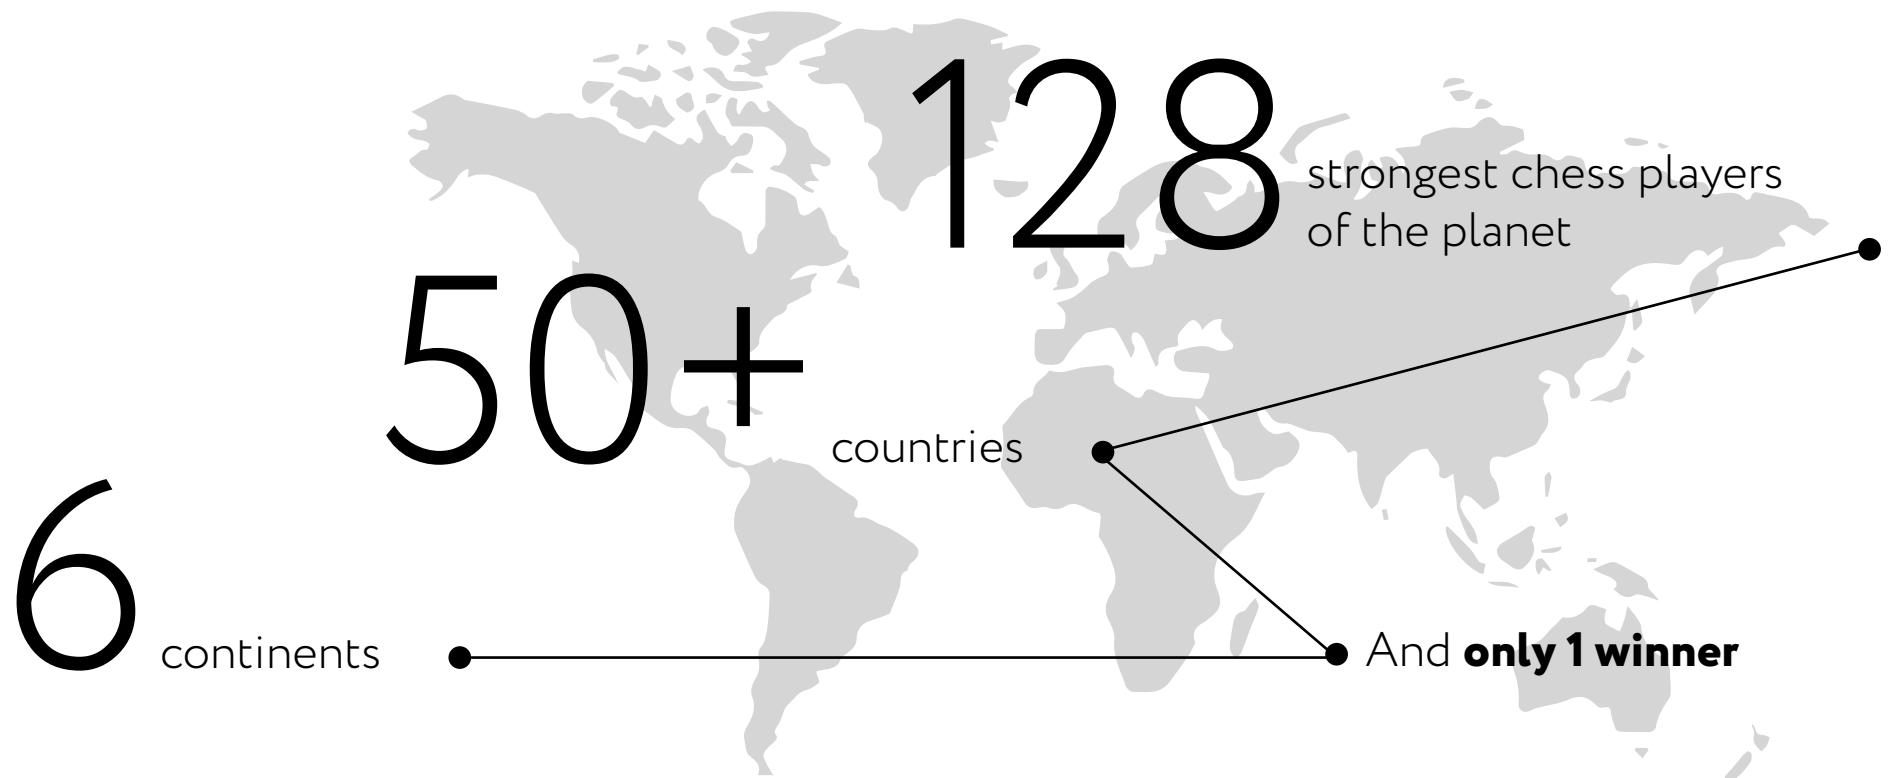 128 strongest chess players
of the planet
50+ countries
6 continents
And only 1 winner